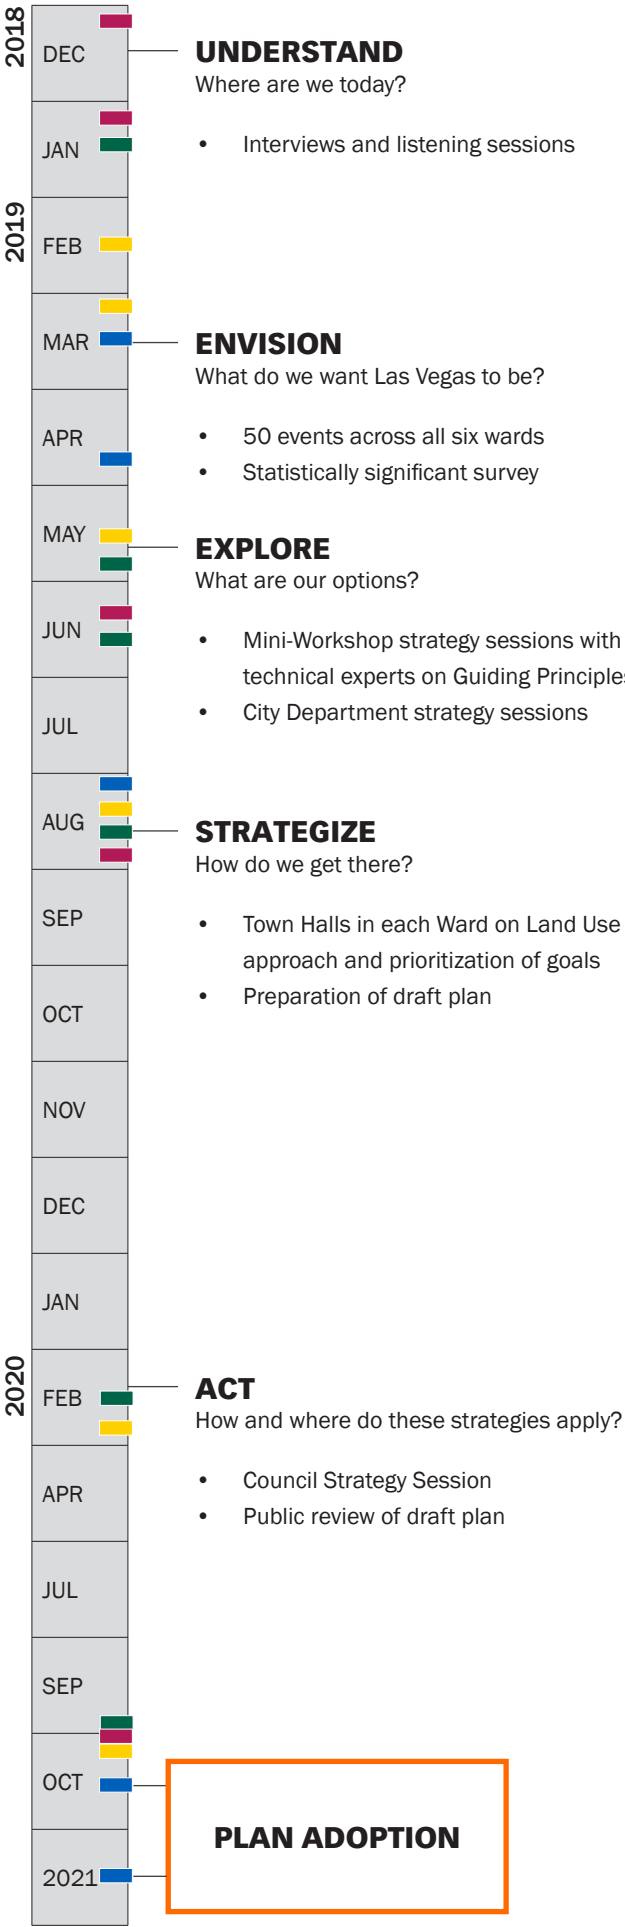 2018
DEC
UNDERSTAND
Where are we today?
JAN
• Interviews and listening sessions
2019
FEB
MAR
ENVISION
What do we want Las Vegas to be?
APR
• 50 events across all six wards
• Statistically significant survey
MAY
EXPLORE
What are our options?
JUN
• Mini-Workshop strategy sessions with
technical experts on Guiding Principles
• City Department strategy sessions
JUL
AUG
STRATEGIZE
How do we get there?
SEP
• Town Halls in each Ward on Land Use
approach and prioritization of goals
• Preparation of draft plan
OCT
NOV
DEC
JAN
2020
FEB
ACT
How and where do these strategies apply?
APR
• Council Strategy Session
• Public review of draft plan
JUL
SEP
OCT
PLAN ADOPTION
2021